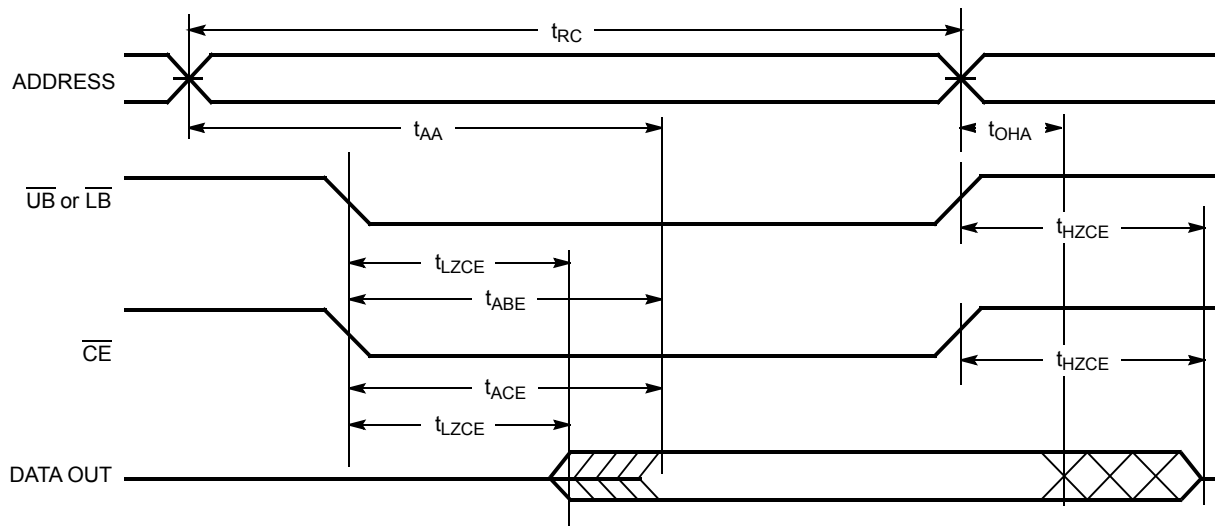 tRC
ADDRESS
tAA
tOHA
UB or LB
tHZCE
tLZCE
tABE
CE
tHZCE
tACE
tLZCE
DATA OUT